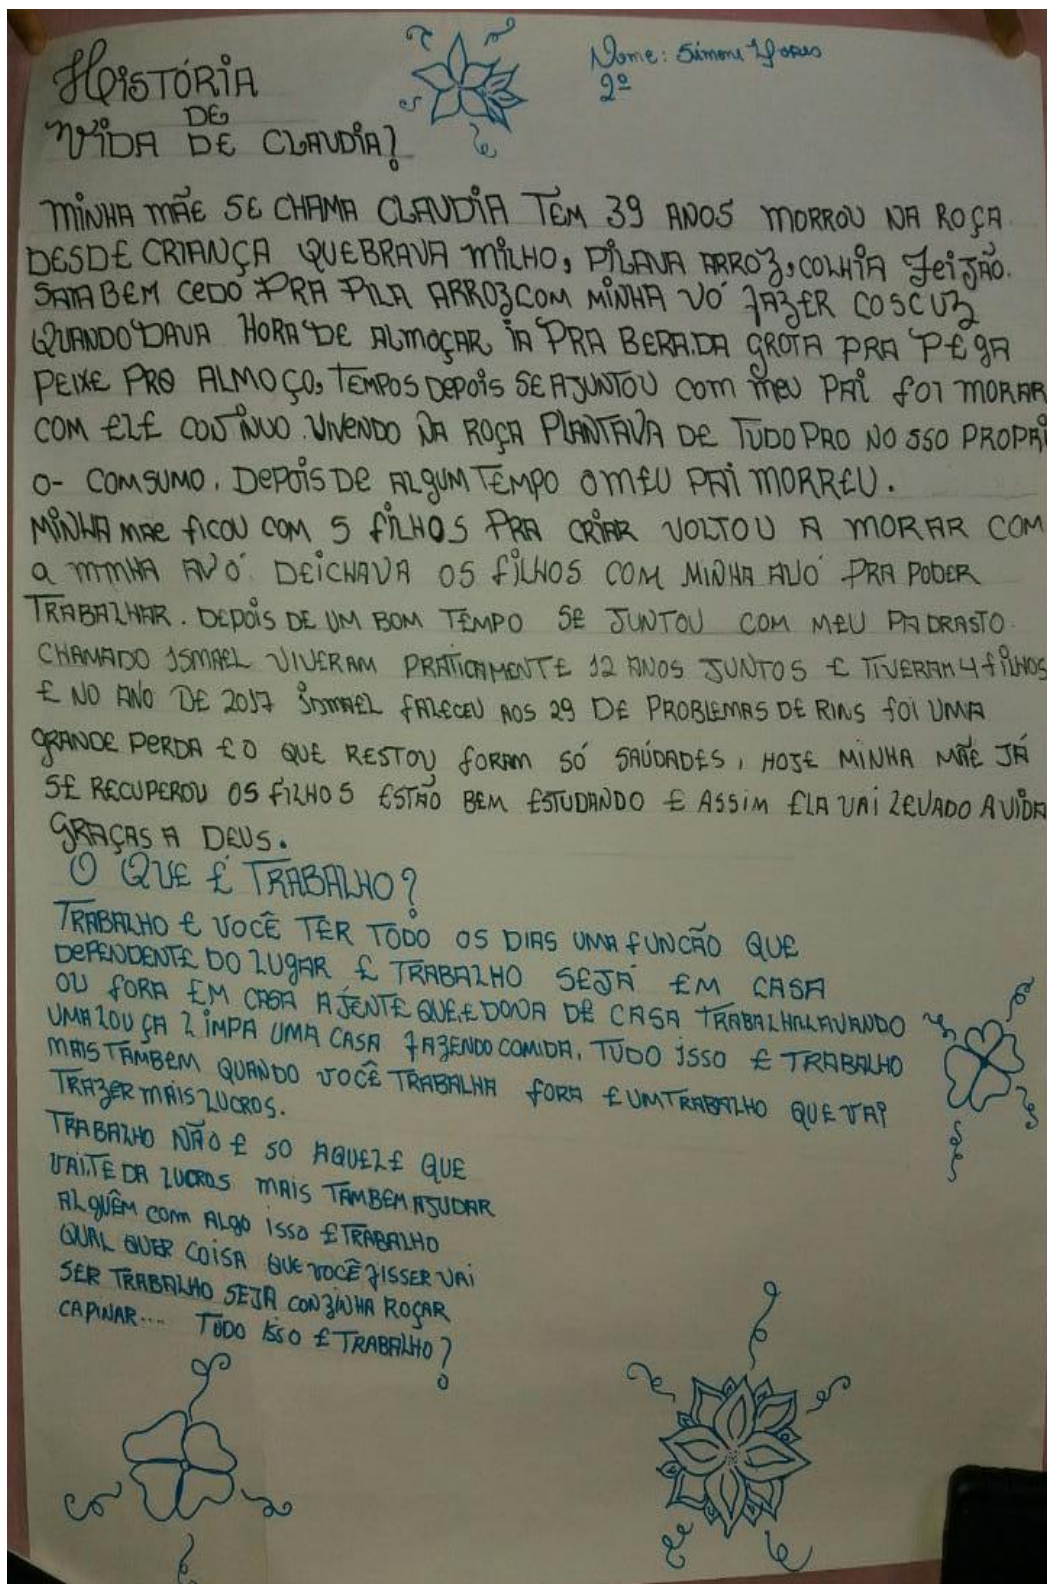 HISTÓRIA
DE
VIDA DE CLAUDIA!
Nome: Simone
2º
MINHA MÃE SE CHAMA CLAUDIA TEM 39 ANOS MORROU NA ROÇA
DESDE CRIANÇA QUEBRAVA MILHO, PILAVA ARROZ, COLHIA FEIJÃO.
SAIA BEM CEDO PRA PILA ARROZ COM MINHA VÓ FAZER COSCUZ
QUANDO DAVA HORA DE ALMOÇAR IA PRA BERADA GROTA PRA PEGA
PEIXE PRO ALMOÇO, TEMPOS DEPOIS SE AJUNTOU COM MEU PAI FOI MORAR
COM ELE CONTINUO VIVENDO NA ROÇA PLANTAVA DE TUDO PRO NOSSO PROPRI
O- COMSUMO. DEPOIS DE ALGUM TEMPO O MEU PAI MORREU.
MINHA MAE FICOU COM 5 FILHOS PRA CRIAR VOLTOU A MORAR COM
A MINHA AVÓ. DEICHAVA OS FILHOS COM MINHA AVÓ PRA PODER
TRABALHAR. DEPOIS DE UM BOM TEMPO SE JUNTOU COM MEU PADRASTO
CHAMADO ISMAEL VIVERAM PRATICAMENTE 12 ANOS JUNTOS E TIVERAM 4 FILHOS
E NO ANO DE 2017 ISMAEL FALECEU AOS 29 DE PROBLEMAS DE RINS FOI UMA
GRANDE PERDA E O QUE RESTOU FORAM SÓ SAÚDADES, HOJE MINHA MÃE JÁ
SE RECUPEROU OS FILHOS ESTÃO BEM ESTUDANDO E ASSIM ELA VAI LEVADO A VIDA
GRAÇAS A DEUS.
O QUE É TRABALHO?
TRABALHO E VOCÊ TER TODO OS DIAS UMA FUNCÃO QUE
DEPENDENTE DO LUGAR E TRABALHO SEJA EM CASA
OU FORA EM CASA A JENTE QUE E DONA DE CASA TRABALHA LAVANDO
UMA LOUÇA LIMPA UMA CASA FAZENDO COMIDA, TUDO ISSO E TRABALHO
MAIS TAMBEM QUANDO VOCÊ TRABALHA FORA E UM TRABALHO QUE VAI
TRAZER MAIS LUCROS.
TRABALHO NÃO E SO AQUELE QUE
VAI TE DA LUCROS MAIS TAMBEM AJUDAR
ALGUÊM COM ALGO ISSO E TRABALHO
QUAL QUER COISA QUE VOCÊ FISSER VAI
SER TRABALHO SEJA CONZINHA ROÇAR
CAPINAR.... TUDO ISSO E TRABALHO?